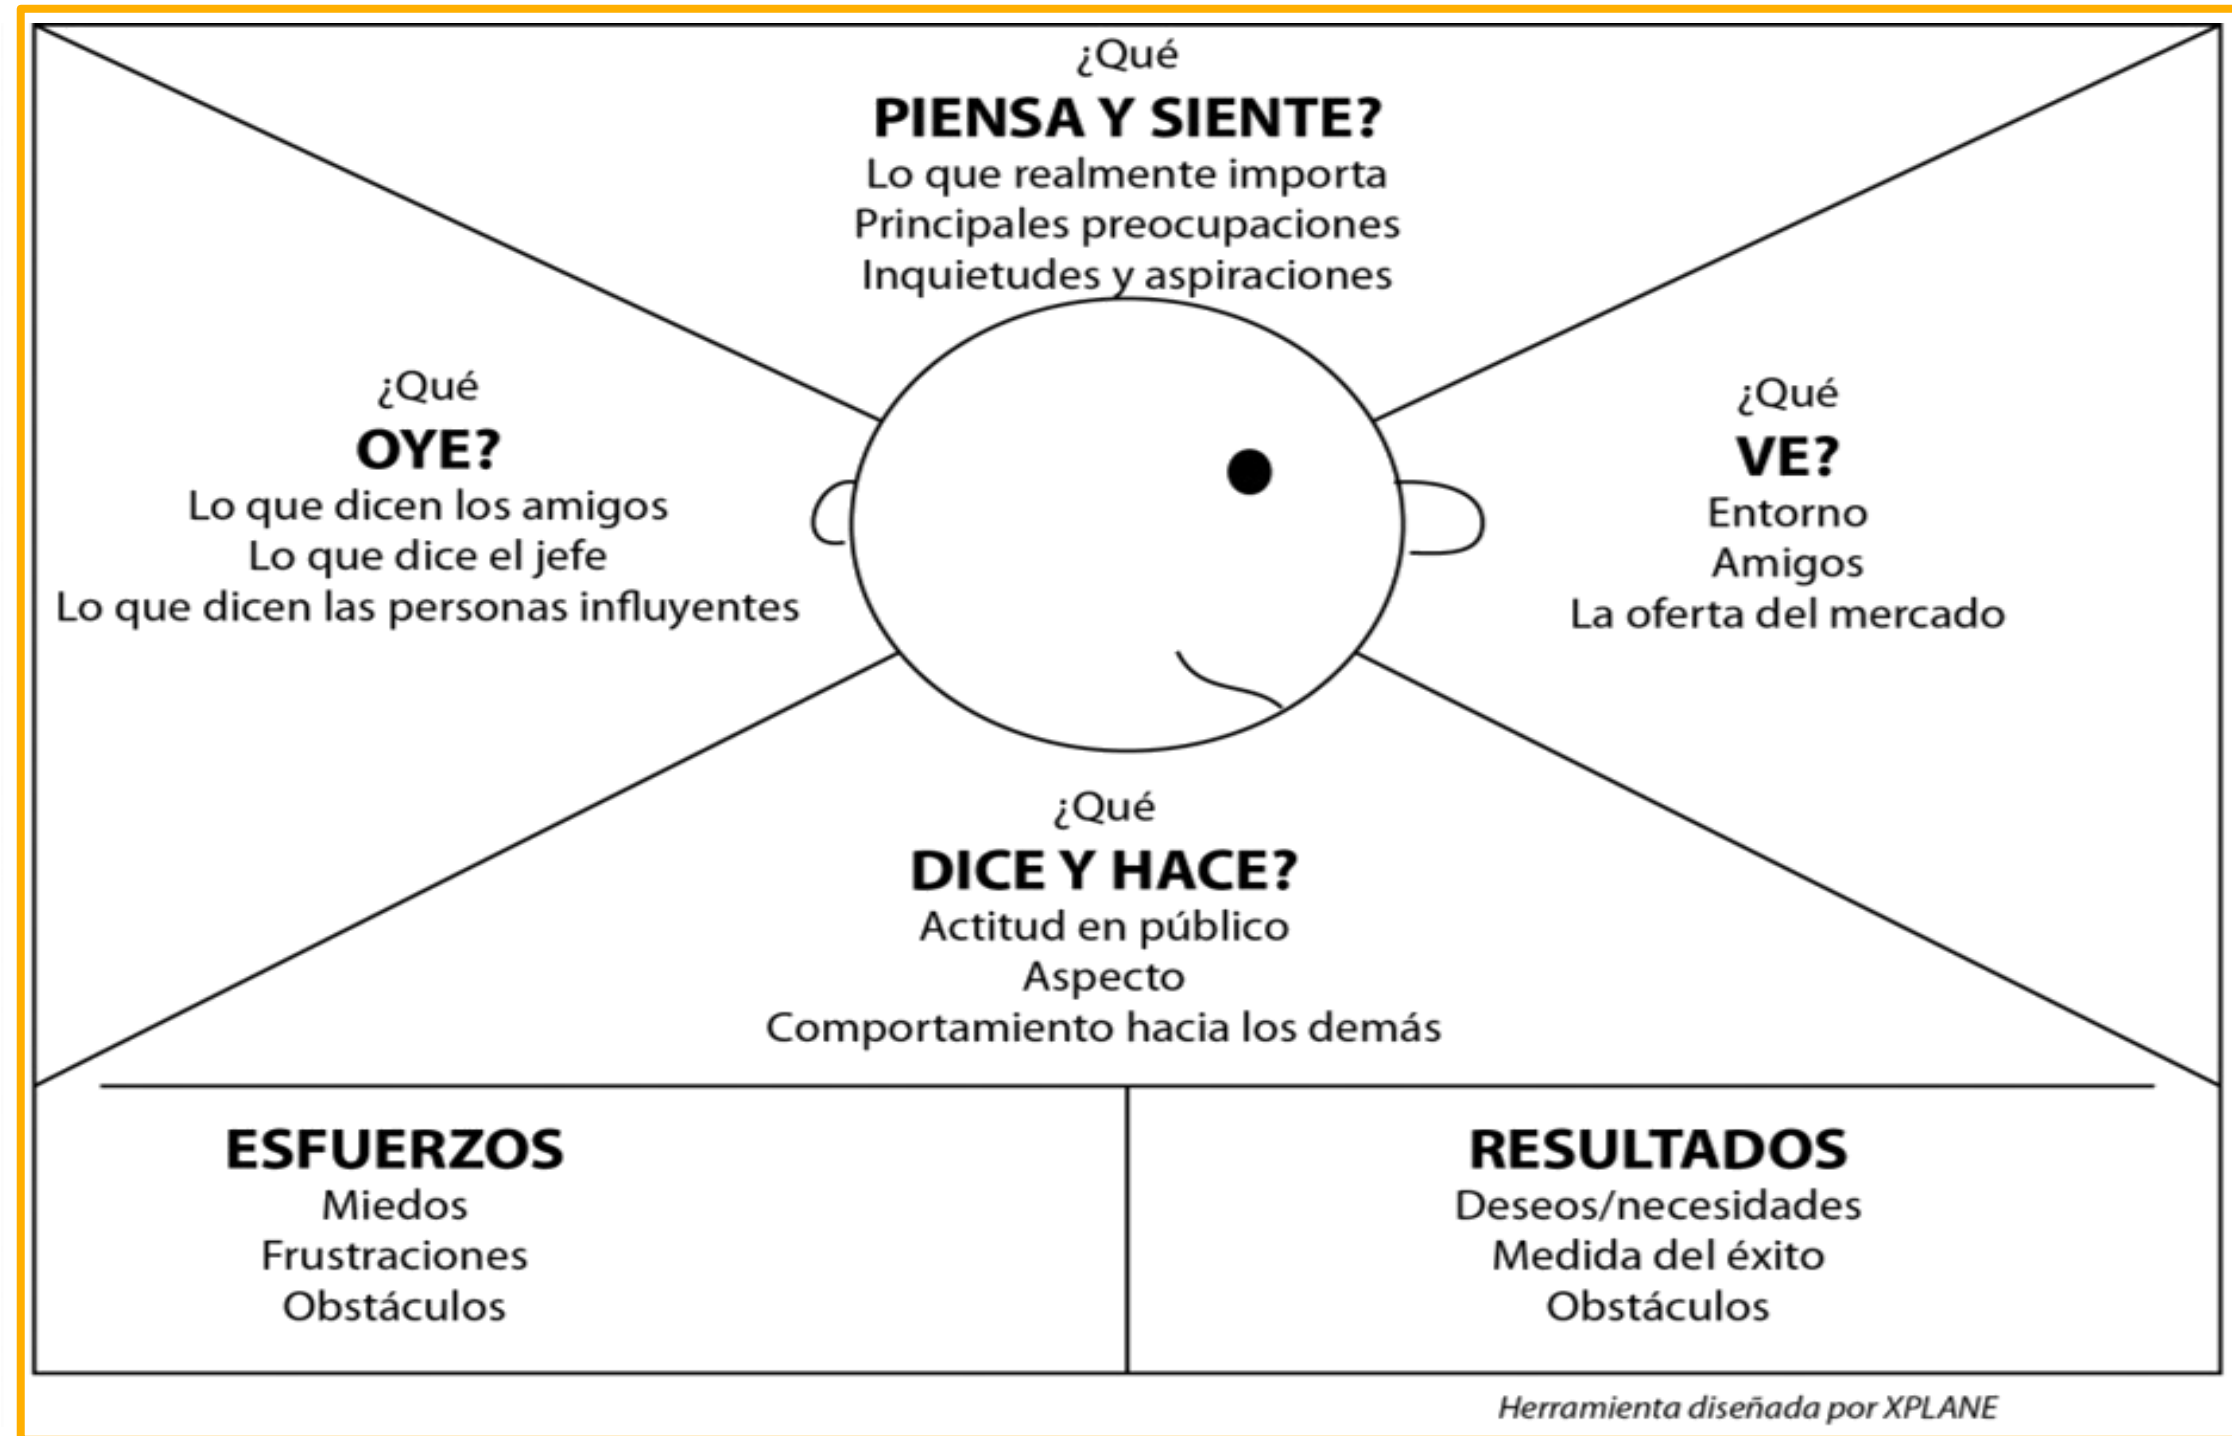 ¿Qué
PIENSA Y SIENTE?
Lo que realmente importa
Principales preocupaciones
Inquietudes y aspiraciones
¿Qué
OYE?
Lo que dicen los amigos
Lo que dice el jefe
Lo que dicen las personas influyentes
¿Qué
VE?
Entorno
Amigos
La oferta del mercado
¿Qué
DICE Y HACE?
Actitud en público
Aspecto
Comportamiento hacia los demás
ESFUERZOS
Miedos
Frustraciones
Obstáculos
RESULTADOS
Deseos/necesidades
Medida del éxito
Obstáculos
Herramienta diseñada por XPLANE